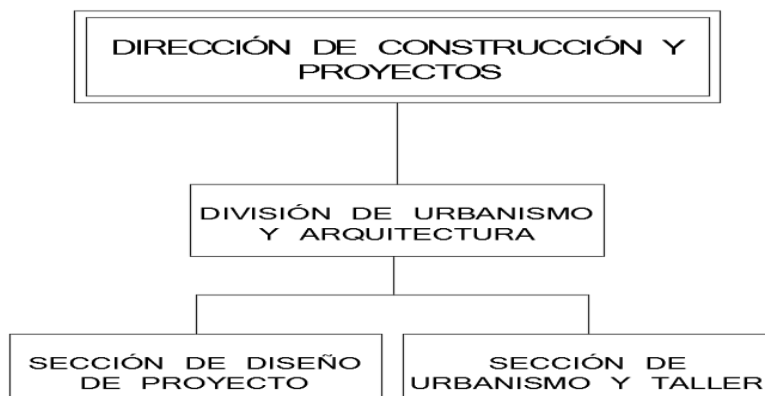 DIRECCIÓN DE CONSTRUCCIÓN Y
PROYECTOS
DIVISIÓN DE URBANISMO
Y ARQUITECTURA
SECCIÓN DE DISEÑO
DE PROYECTO
SECCIÓN DE
URBANISMO Y TALLER